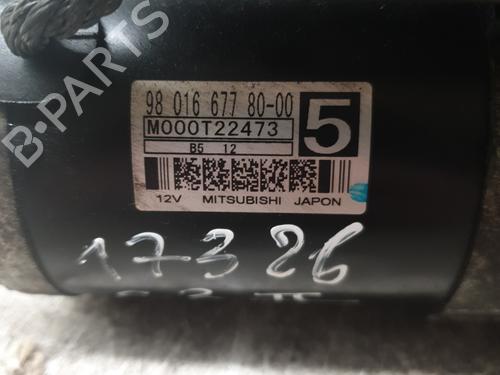 B-PARTS
98 016 677 80-00
M000T22473
5
B5 12
12V MITSUBISHI JAPON
17326